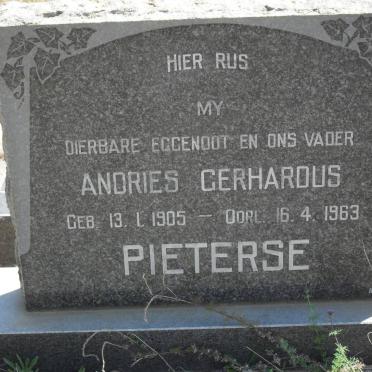 HIER RUS
MY
DIERBARE EGGENOOT EN ONS VADER
ANDRIES GERHARDUS
GEB. 13. 1. 1905 — OORL. 16. 4. 1963
PIETERSE